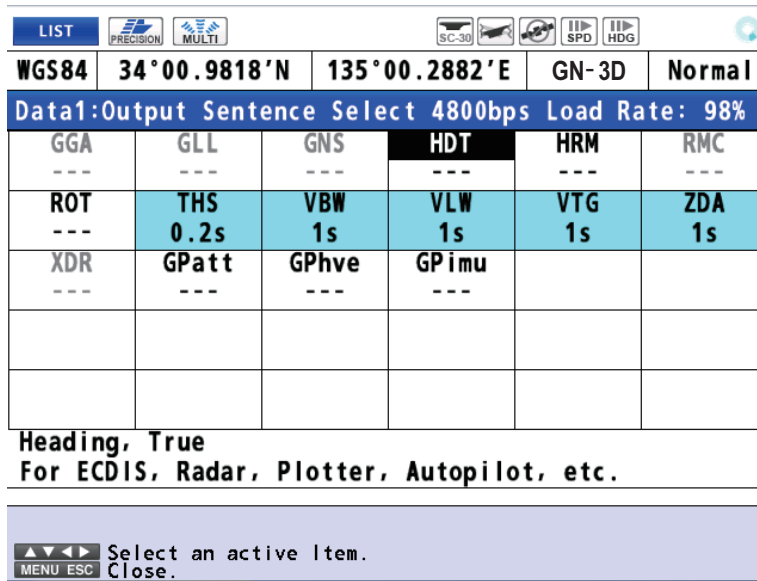 LIST PRECISION MULTI SC-30 SPD HDG
WGS84 34°00.9818′N 135°00.2882′E GN-3D Normal
Data1:Output Sentence Select 4800bps Load Rate: 98%
GGA GLL GNS HDT HRM RMC
--- --- --- --- --- ---
ROT THS VBW VLW VTG ZDA
--- 0.2s 1s 1s 1s 1s
XDR GPatt GPhve GPimu
--- --- --- ---
Heading, True
For ECDIS, Radar, Plotter, Autopilot, etc.
▲▼◀▶ Select an active Item.
MENU ESC Close.